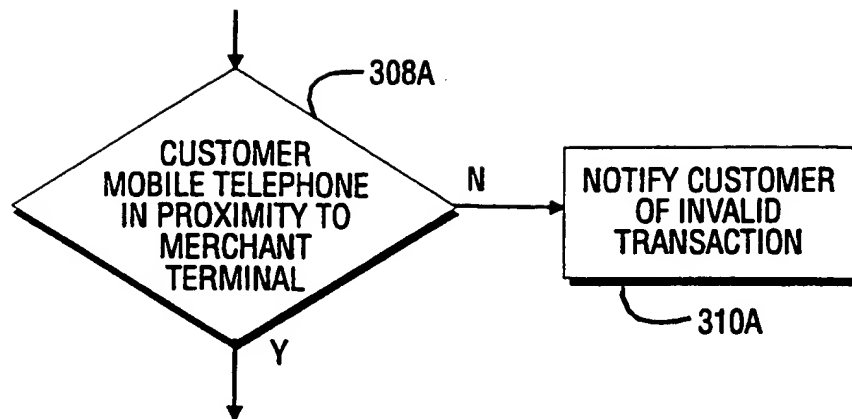 308A
CUSTOMER
MOBILE TELEPHONE
IN PROXIMITY TO
MERCHANT
TERMINAL
N
NOTIFY CUSTOMER
OF INVALID
TRANSACTION
310A
Y